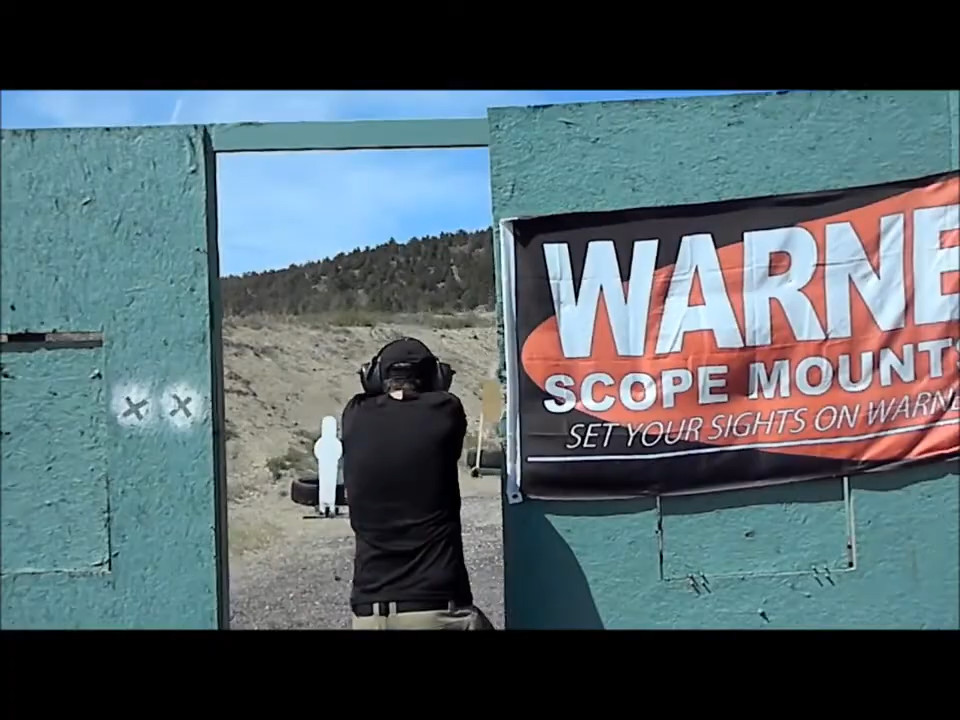 X X
WARNE
SCOPE MOUNTS
SET YOUR SIGHTS ON WARNE